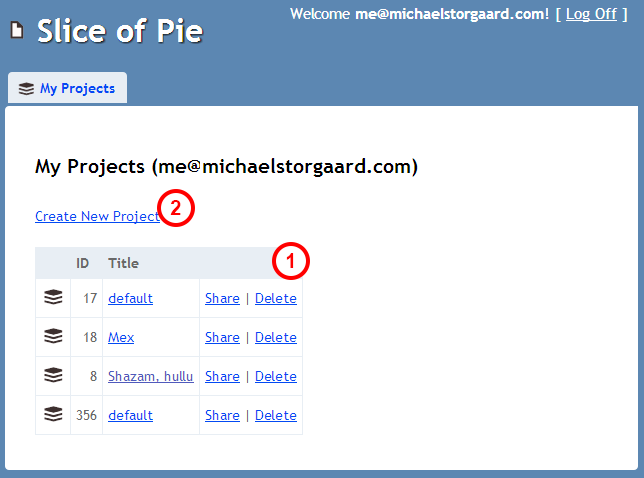 Welcome me@michaelstorgaard.com! [ Log Off ]
Slice of Pie
My Projects
My Projects (me@michaelstorgaard.com)
Create New Project 2
ID Title 1
17 default Share | Delete
18 Mex Share | Delete
8 Shazam, hullu Share | Delete
356 default Share | Delete